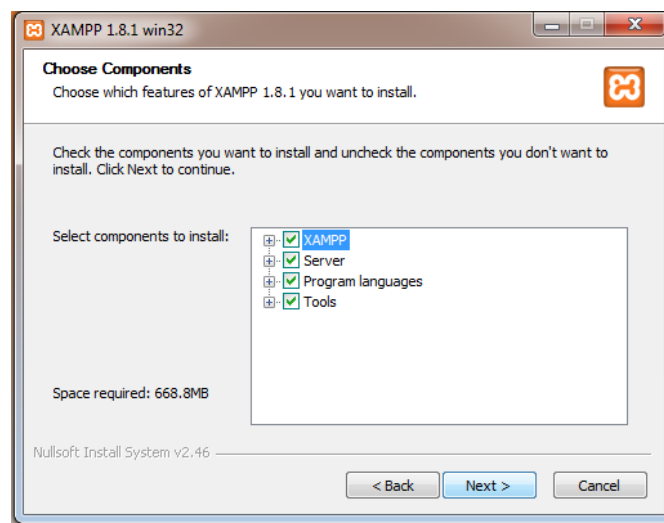 XAMPP 1.8.1 win32
Choose Components
Choose which features of XAMPP 1.8.1 you want to install.
Check the components you want to install and uncheck the components you don't want to
install. Click Next to continue.
Select components to install:
XAMPP
Server
Program languages
Tools
Space required: 668.8MB
Nullsoft Install System v2.46
< Back Next > Cancel